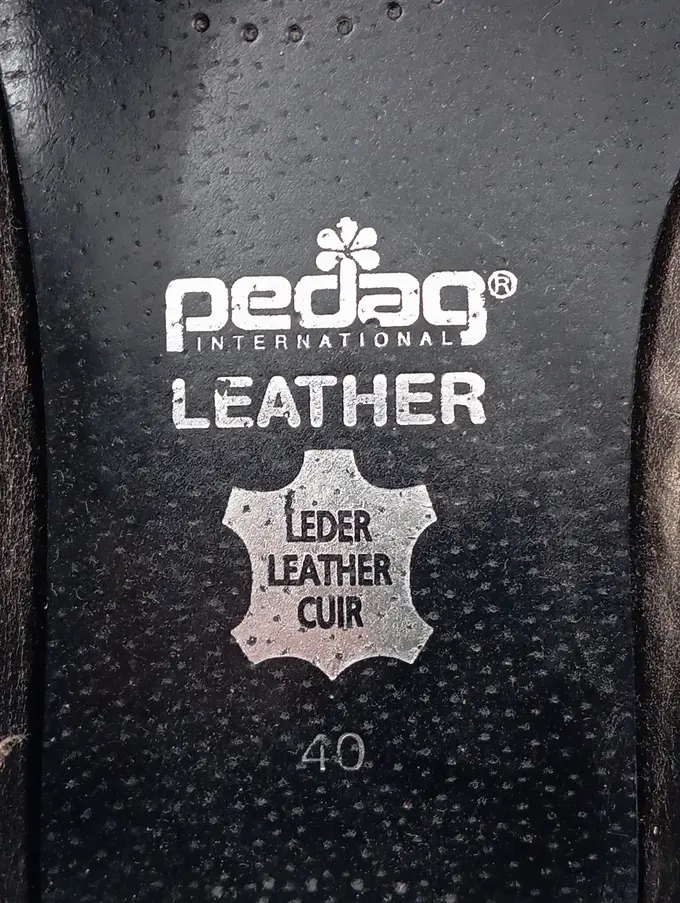 pedag®
INTERNATIONAL
LEATHER
LEDER
LEATHER
CUIR
40